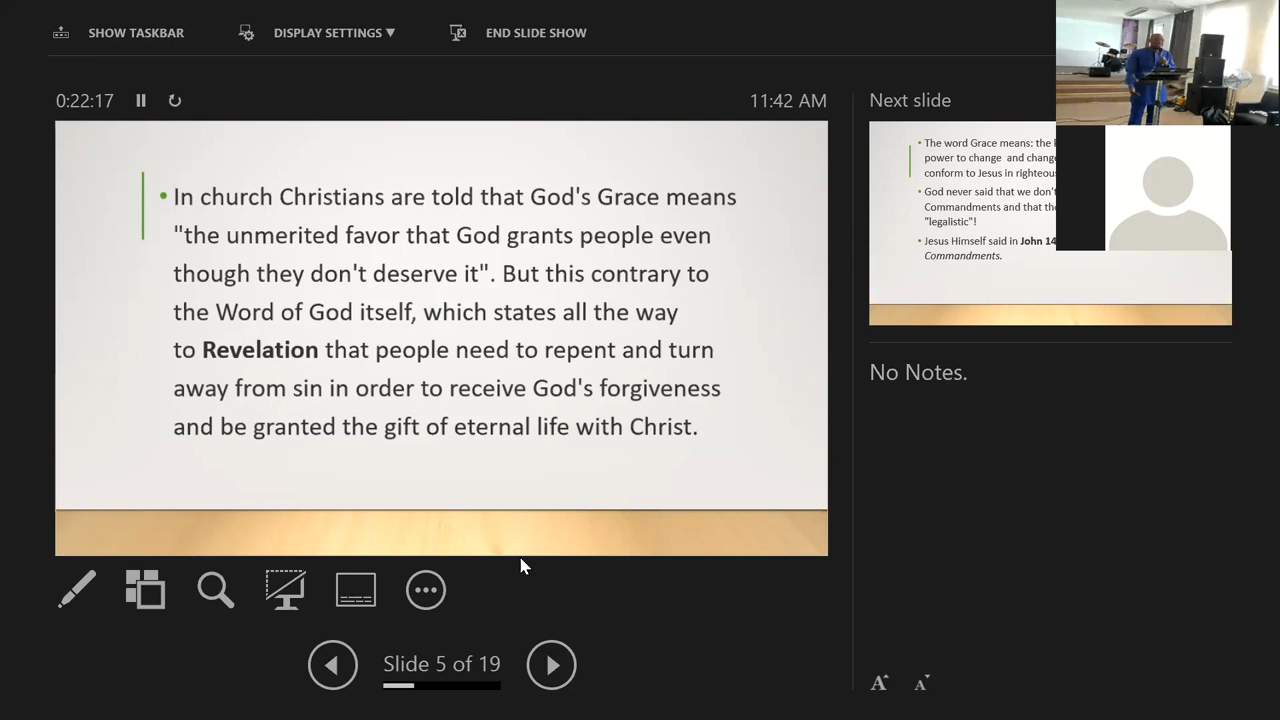 SHOW TASKBAR
DISPLAY SETTINGS ▼
END SLIDE SHOW
0:22:17
11:42 AM
• In church Christians are told that God's Grace means
"the unmerited favor that God grants people even
though they don't deserve it". But this contrary to
the Word of God itself, which states all the way
to Revelation that people need to repent and turn
away from sin in order to receive God's forgiveness
and be granted the gift of eternal life with Christ.
Slide 5 of 19
Next slide
• The word Grace means: the
power to change and change
conform to Jesus in
• God never said that we don't
Commandments and that
"legalistic"!
• Jesus Himself said in John 14
Commandments.
No Notes.
A A